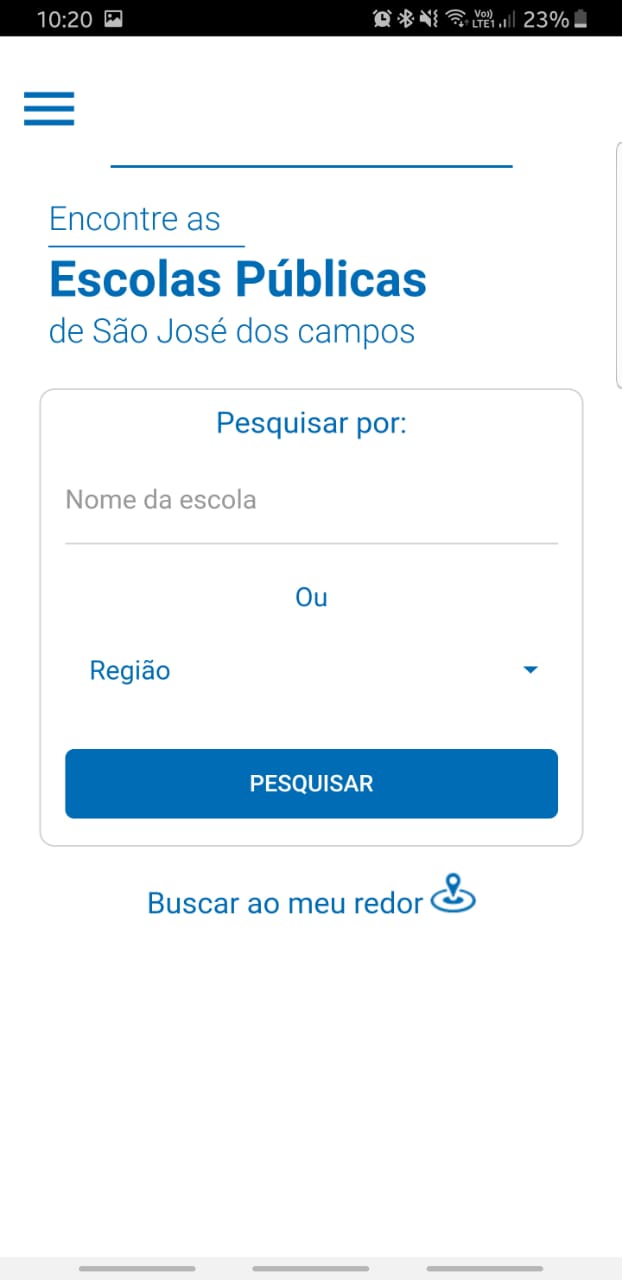 10:20 Vo)) LTE1 23%
Encontre as
Escolas Públicas
de São José dos campos
Pesquisar por:
Nome da escola
Ou
Região
PESQUISAR
Buscar ao meu redor